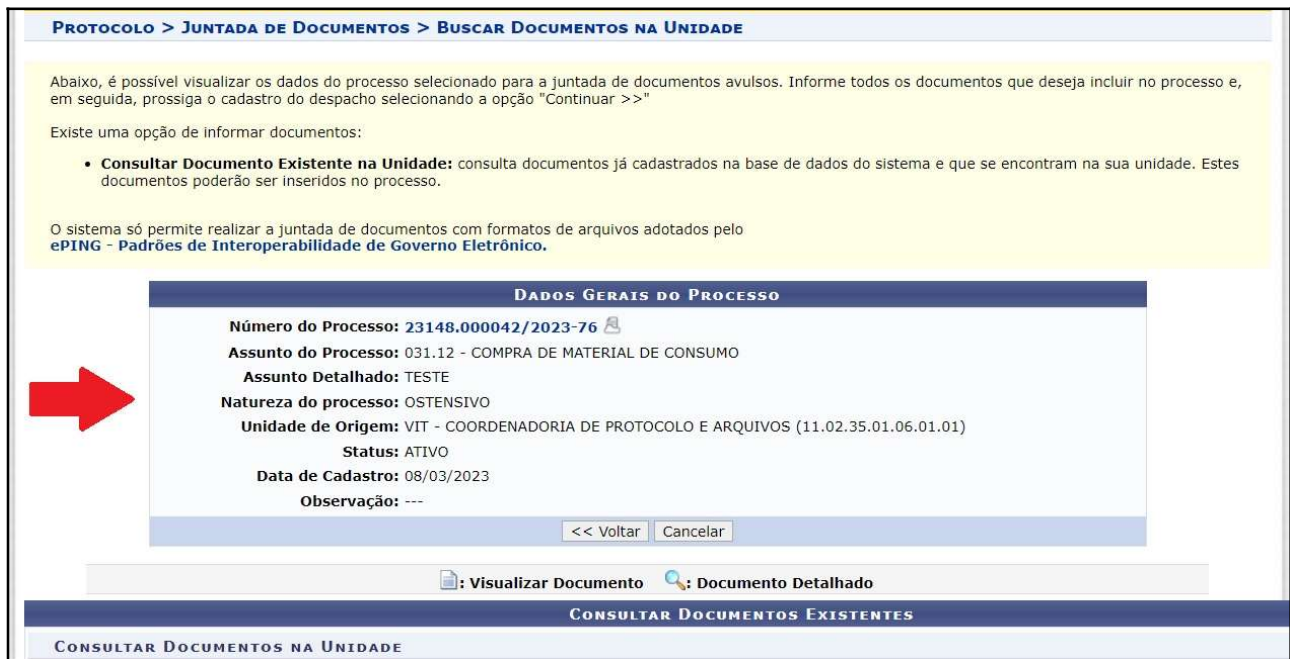 PROTOCOLO > JUNTADA DE DOCUMENTOS > BUSCAR DOCUMENTOS NA UNIDADE
Abaixo, é possível visualizar os dados do processo selecionado para a juntada de documentos avulsos. Informe todos os documentos que deseja incluir no processo e,
em seguida, prossiga o cadastro do despacho selecionando a opção "Continuar >>"
Existe uma opção de informar documentos:
• Consultar Documento Existente na Unidade: consulta documentos já cadastrados na base de dados do sistema e que se encontram na sua unidade. Estes
documentos poderão ser inseridos no processo.
O sistema só permite realizar a juntada de documentos com formatos de arquivos adotados pelo
ePING - Padrões de Interoperabilidade de Governo Eletrônico.
DADOS GERAIS DO PROCESSO
Número do Processo: 23148.000042/2023-76
Assunto do Processo: 031.12 - COMPRA DE MATERIAL DE CONSUMO
Assunto Detalhado: TESTE
Natureza do processo: OSTENSIVO
Unidade de Origem: VIT - COORDENADORIA DE PROTOCOLO E ARQUIVOS (11.02.35.01.06.01.01)
Status: ATIVO
Data de Cadastro: 08/03/2023
Observação: ---
<< Voltar Cancelar
: Visualizar Documento : Documento Detalhado
CONSULTAR DOCUMENTOS EXISTENTES
CONSULTAR DOCUMENTOS NA UNIDADE